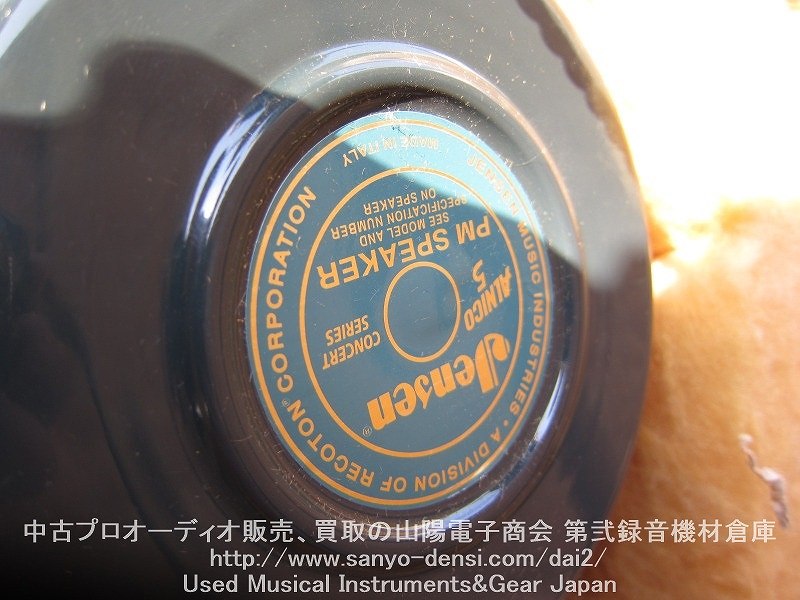 Jensen®
CONCERT
SERIES
ALNICO
5
PM SPEAKER
SEE MODEL AND
SPECIFICATION NUMBER
ON SPEAKER
JENSEN MUSIC INDUSTRIES • A DIVISION OF RECOTON® CORPORATION
MADE IN ITALY
中古プロオーディオ販売、買取の山陽電子商会 第弐録音機材倉庫
http://www.sanyo-densi.com/dai2/
Used Musical Instruments&Gear Japan